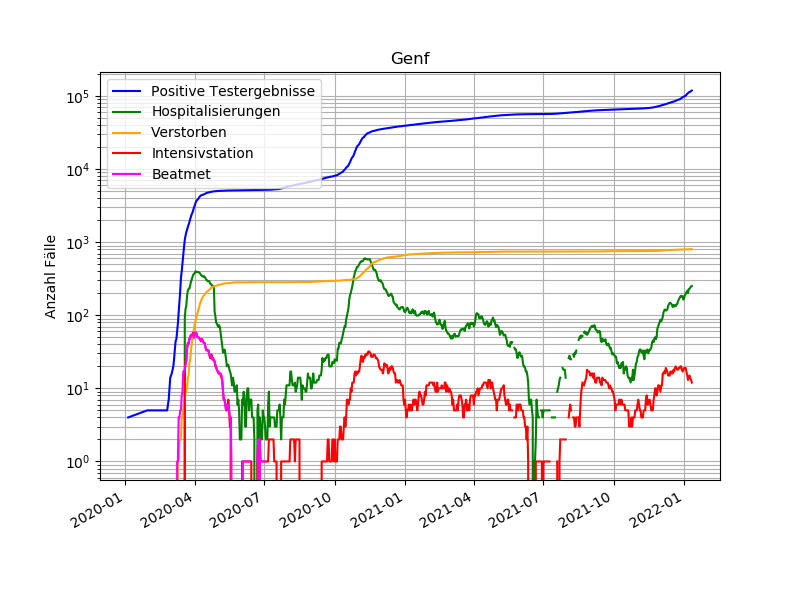 Genf
Positive Testergebnisse
Hospitalisierungen
Verstorben
Intensivstation
Beatmet
Anzahl Fälle
10^5
10^4
10^3
10^2
10^1
10^0
2020-01
2020-04
2020-07
2020-10
2021-01
2021-04
2021-07
2021-10
2022-01